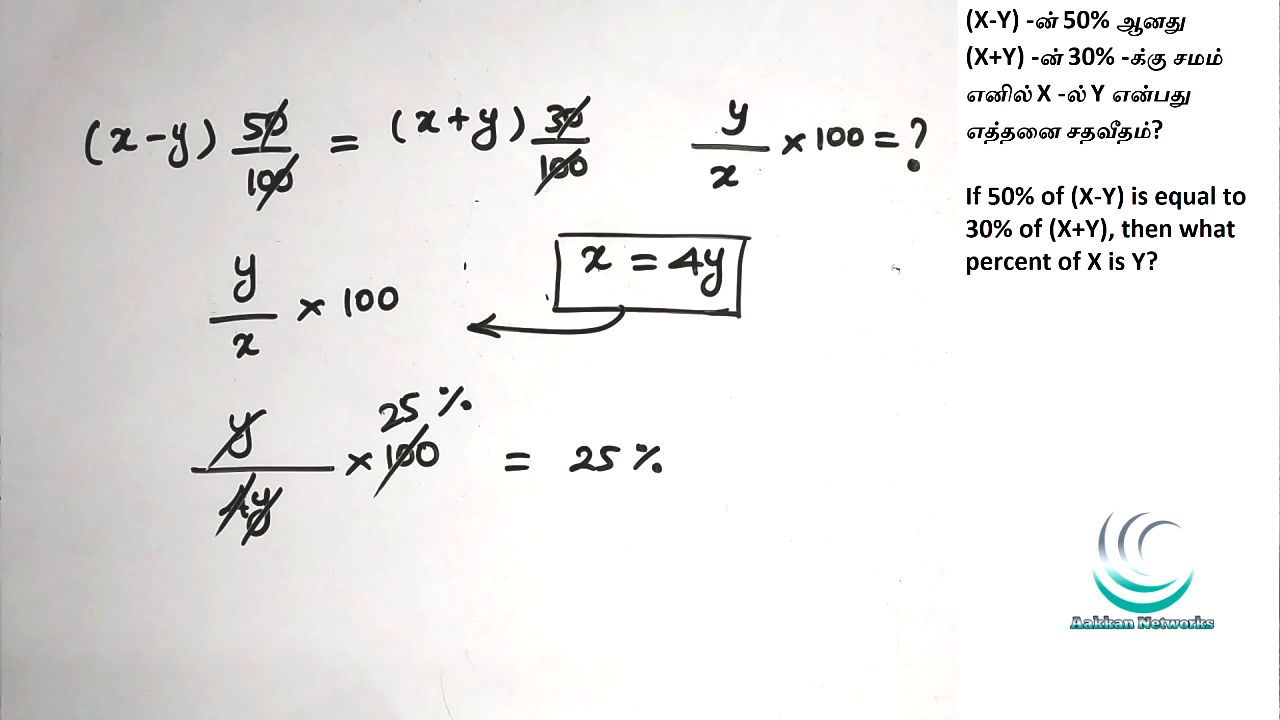 (x-y) 50/100 = (x+y) 30/100
y/x × 100 = ?
y/x × 100
x = 4y
25%
y/4y × 100 = 25%
(X-Y) -ன் 50% ஆனது
(X+Y) -ன் 30% -க்கு சமம்
எனில் X -ல் Y என்பது
எத்தனை சதவீதம்?
If 50% of (X-Y) is equal to
30% of (X+Y), then what
percent of X is Y?
Aakkan Networks